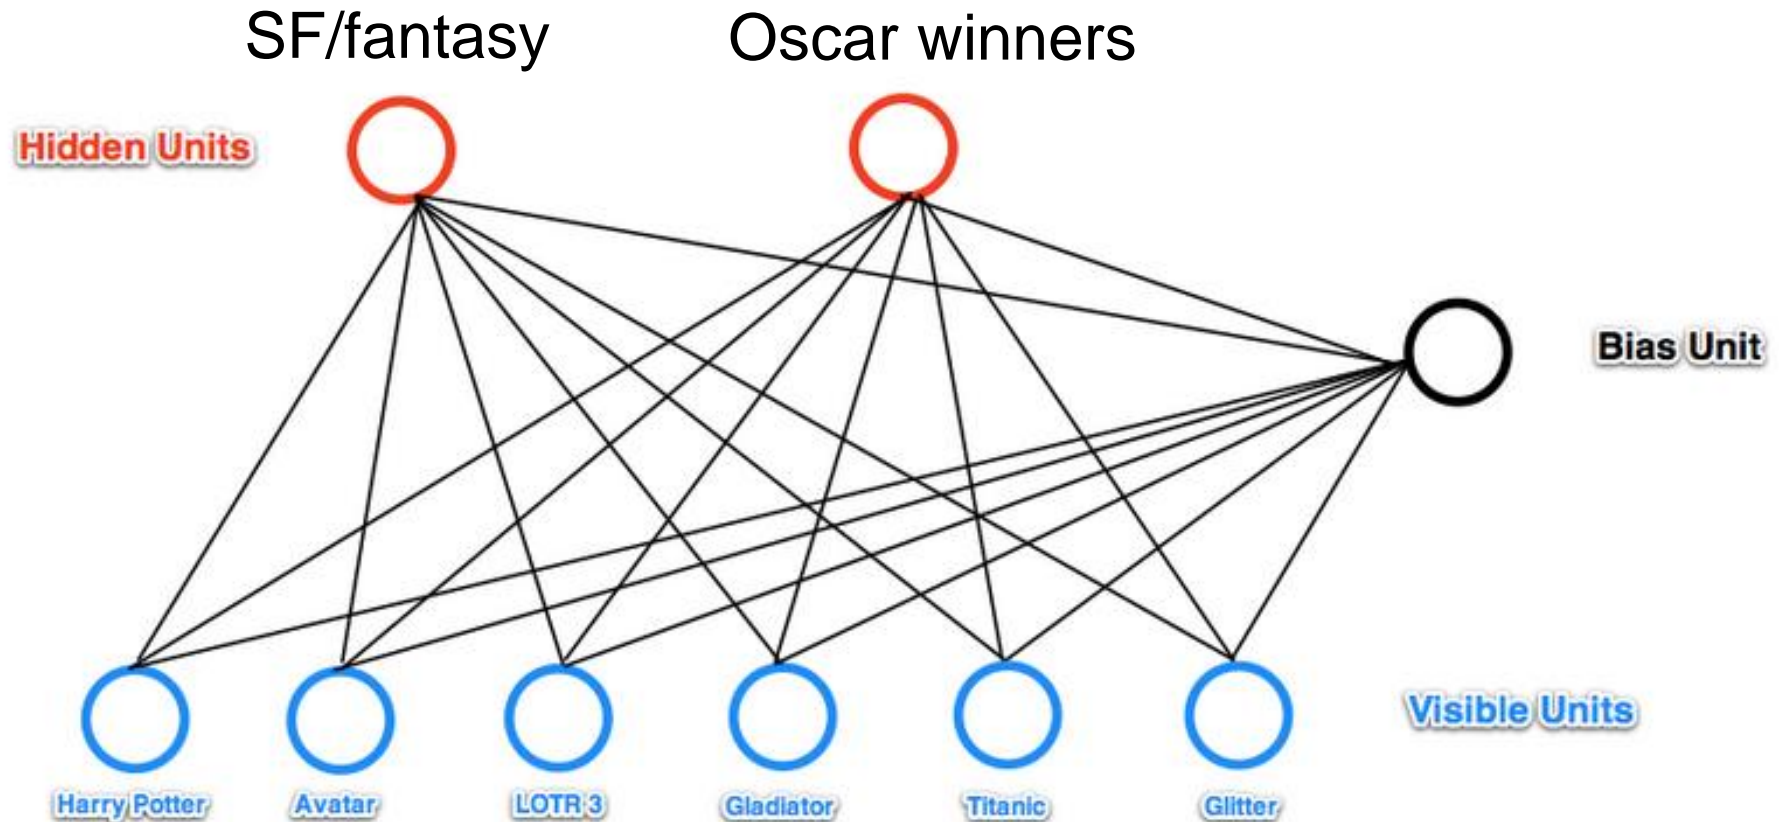 SF/fantasy
Oscar winners
Hidden Units
Bias Unit
Visible Units
Harry Potter
Avatar
LOTR 3
Gladiator
Titanic
Glitter